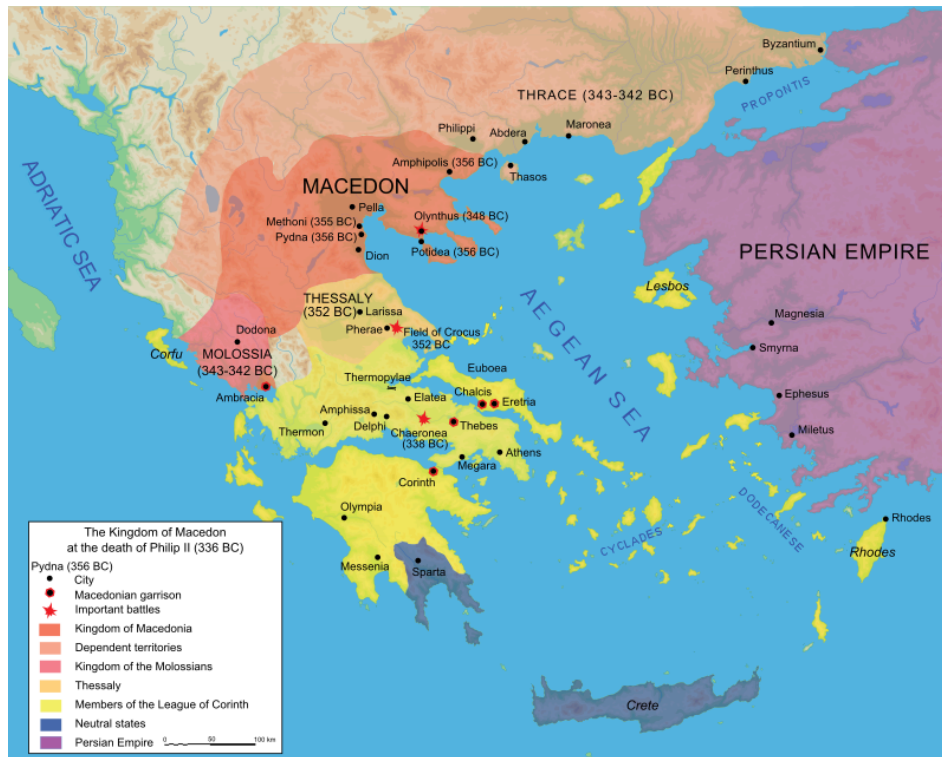 Byzantium
Perinthus
PROPONTIS
THRACE (343-342 BC)
Philippi
Abdera
Maronea
Amphipolis (356 BC)
Thasos
MACEDON
Pella
Olynthus (348 BC)
Methoni (355 BC)
Pydna (356 BC)
Potidea (356 BC)
Dion
ADRIATIC SEA
PERSIAN EMPIRE
THESSALY
(352 BC)
Larissa
Lesbos
AEGEAN SEA
Magnesia
Pherae
Field of Crocus
352 BC
Dodona
Corfu
MOLOSSIA
(343-342 BC)
Smyrna
Euboea
Thermopylae
Ambracia
Elatea
Chalcis
Eretria
Ephesus
Amphissa
Delphi
Thermon
Chaeronea
(338 BC)
Thebes
Miletus
Athens
Megara
Corinth
Olympia
DODECANESE
CYCLADES
Rhodes
Rhodes
Messenia
Sparta
Crete
The Kingdom of Macedon
at the death of Philip II (336 BC)
Pydna (356 BC)
City
Macedonian garrison
Important battles
Kingdom of Macedonia
Dependent territories
Kingdom of the Molossians
Thessaly
Members of the League of Corinth
Neutral states
Persian Empire
0 50 100 km